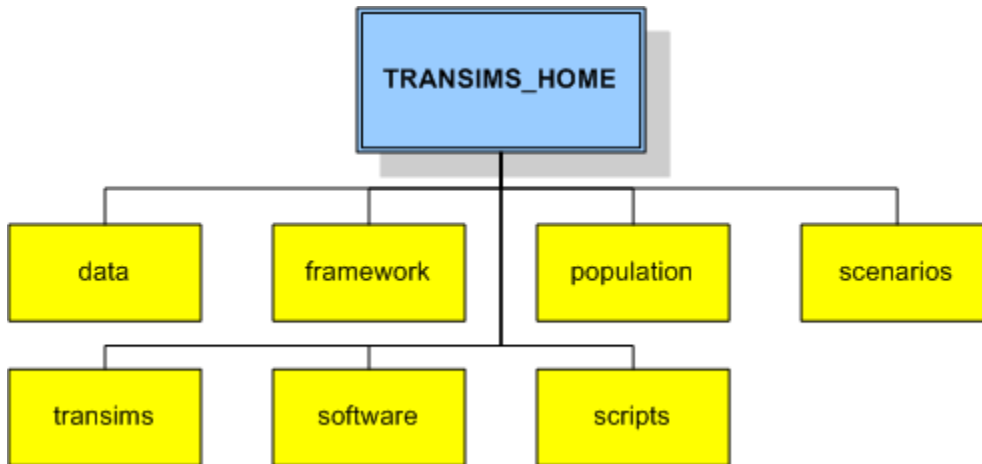 TRANSIMS_HOME
data
framework
population
scenarios
transims
software
scripts